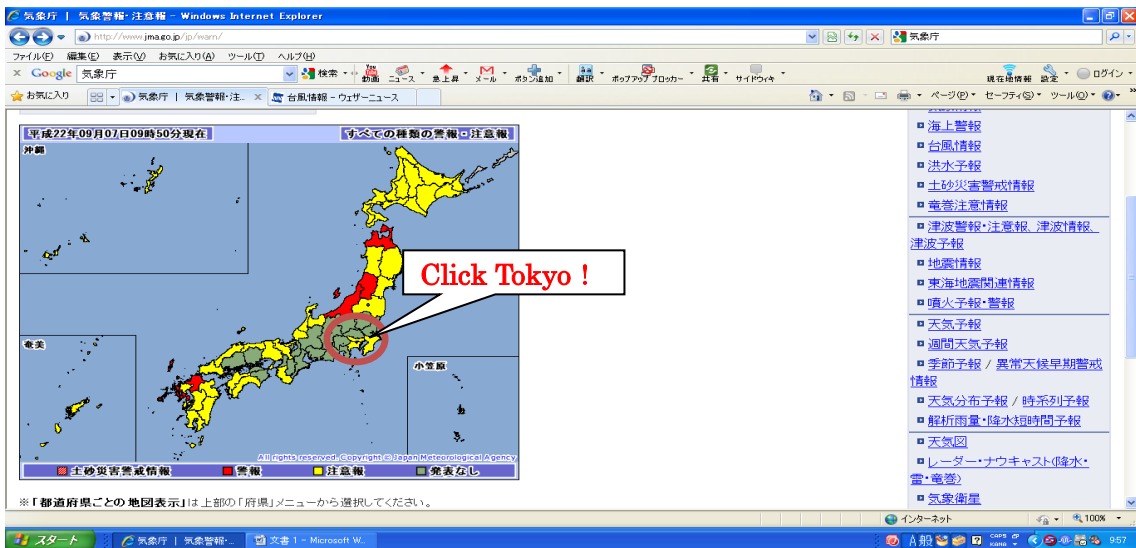 気象庁 | 気象警報・注意報 - Windows Internet Explorer
http://www.jma.go.jp/jp/warn/
気象庁
ファイル(F) 編集(E) 表示(V) お気に入り(A) ツール(T) ヘルプ(H)
Google 気象庁 検索 動画 ニュース 急上昇 メール ボタン追加 翻訳 ポップアップ ブロッカー 共有 サイドウィキ 現在地情報 設定 ログイン
お気に入り 気象庁 | 気象警報・注... 台風情報 - ウェザーニュース ページ(P) セーフティ(S) ツール(O)
平成22年09月07日09時50分現在 すべての種類の警報・注意報
沖縄
奄美
小笠原
Click Tokyo !
All rights reserved. Copyright © Japan Meteorological Agency
土砂災害警戒情報 警報 注意報 発表なし
※「都道府県ごとの地図表示」は上部の「府県」メニューから選択してください。
海上警報
台風情報
洪水予報
土砂災害警戒情報
竜巻注意情報
津波警報・注意報、津波情報、
津波予報
地震情報
東海地震関連情報
噴火予報・警報
天気予報
週間天気予報
季節予報 / 異常天候早期警戒
情報
天気分布予報 / 時系列予報
解析雨量・降水短時間予報
天気図
レーダー・ナウキャスト(降水・
雷・竜巻)
気象衛星
インターネット 100%
スタート 気象庁 | 気象警報・... 文書 1 - Microsoft W... A 般 CAPS KANA 9:57